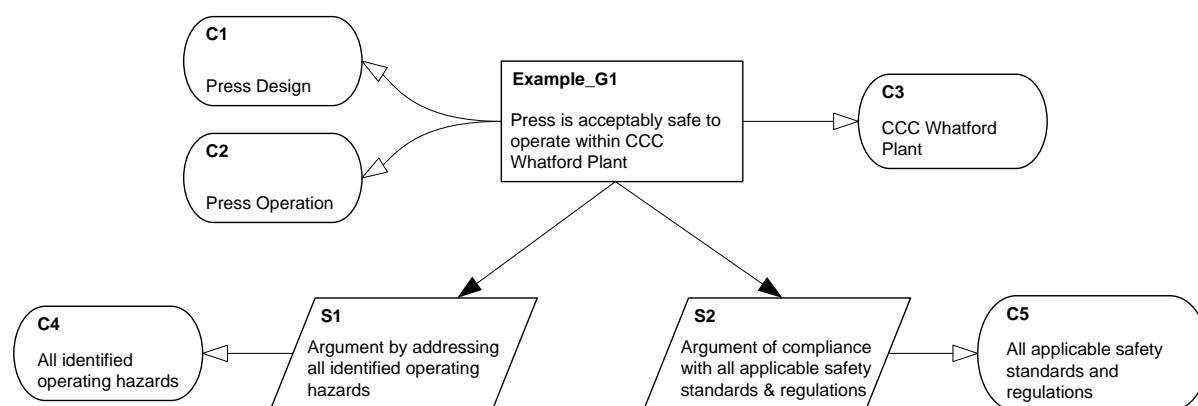 C1
Press Design
C2
Press Operation
Example_G1
Press is acceptably safe to
operate within CCC
Whatford Plant
C3
CCC Whatford
Plant
C4
All identified
operating hazards
S1
Argument by addressing
all identified operating
hazards
S2
Argument of compliance
with all applicable safety
standards & regulations
C5
All applicable safety
standards and
regulations